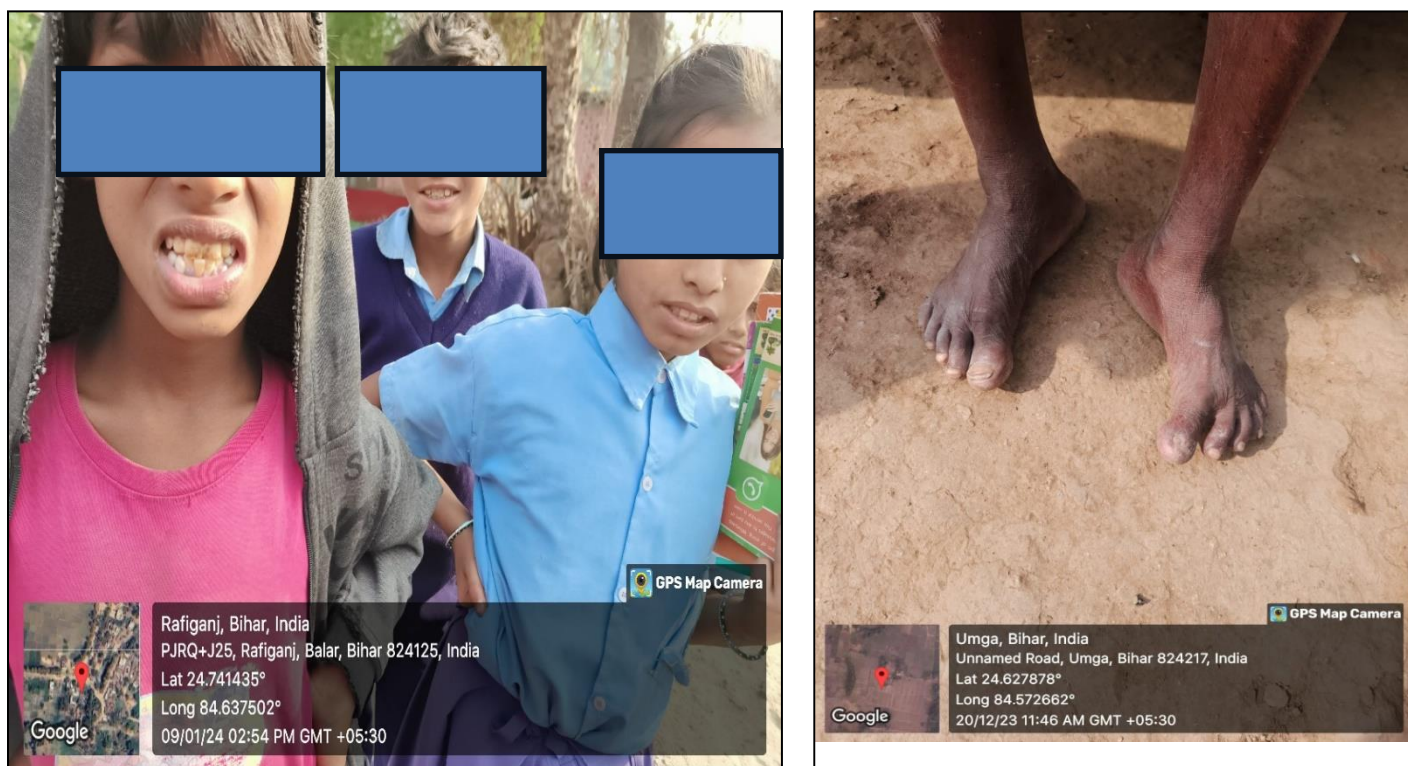 S
GPS Map Camera
Rafiganj, Bihar, India
PJRQ+J25, Rafiganj, Balar, Bihar 824125, India
Lat 24.741435°
Long 84.637502°
09/01/24 02:54 PM GMT +05:30
Google
GPS Map Camera
Umga, Bihar, India
Unnamed Road, Umga, Bihar 824217, India
Lat 24.627878°
Long 84.572662°
20/12/23 11:46 AM GMT +05:30
Google